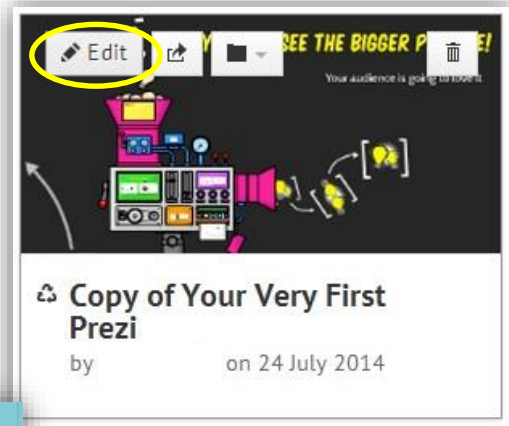 SEE THE BIGGER
Edit
Your audience is going to love it
Copy of Your Very First
Prezi
by on 24 July 2014